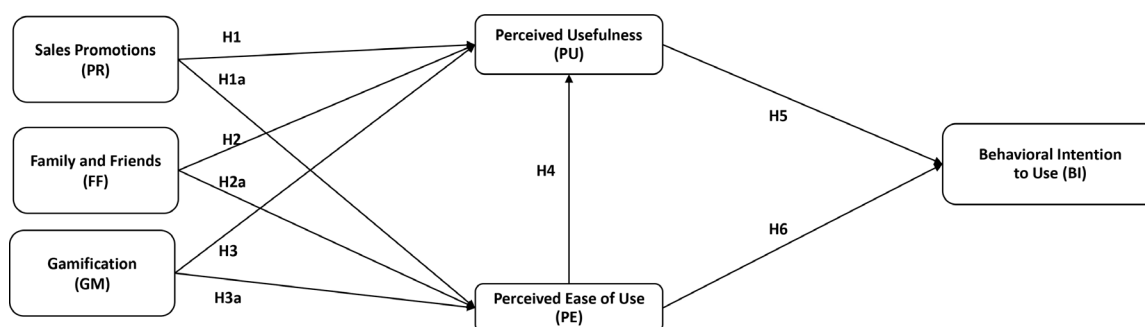 Sales Promotions
(PR)
H1
H1a
Perceived Usefulness
(PU)
Family and Friends
(FF)
H2
H2a
H4
H5
Behavioral Intention
to Use (BI)
Gamification
(GM)
H3
H3a
H6
Perceived Ease of Use
(PE)